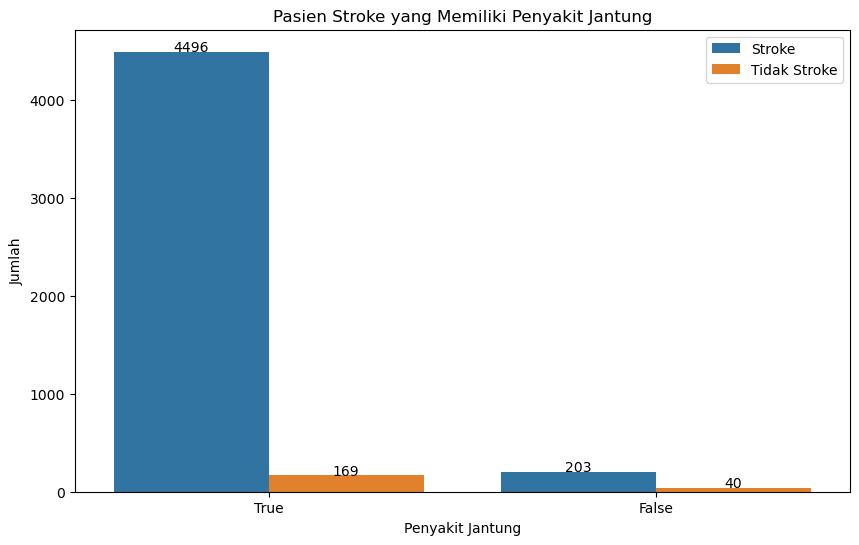 Pasien Stroke yang Memiliki Penyakit Jantung
4496
Stroke
Tidak Stroke
4000
3000
Jumlah
2000
1000
169
203
40
0
True
False
Penyakit Jantung